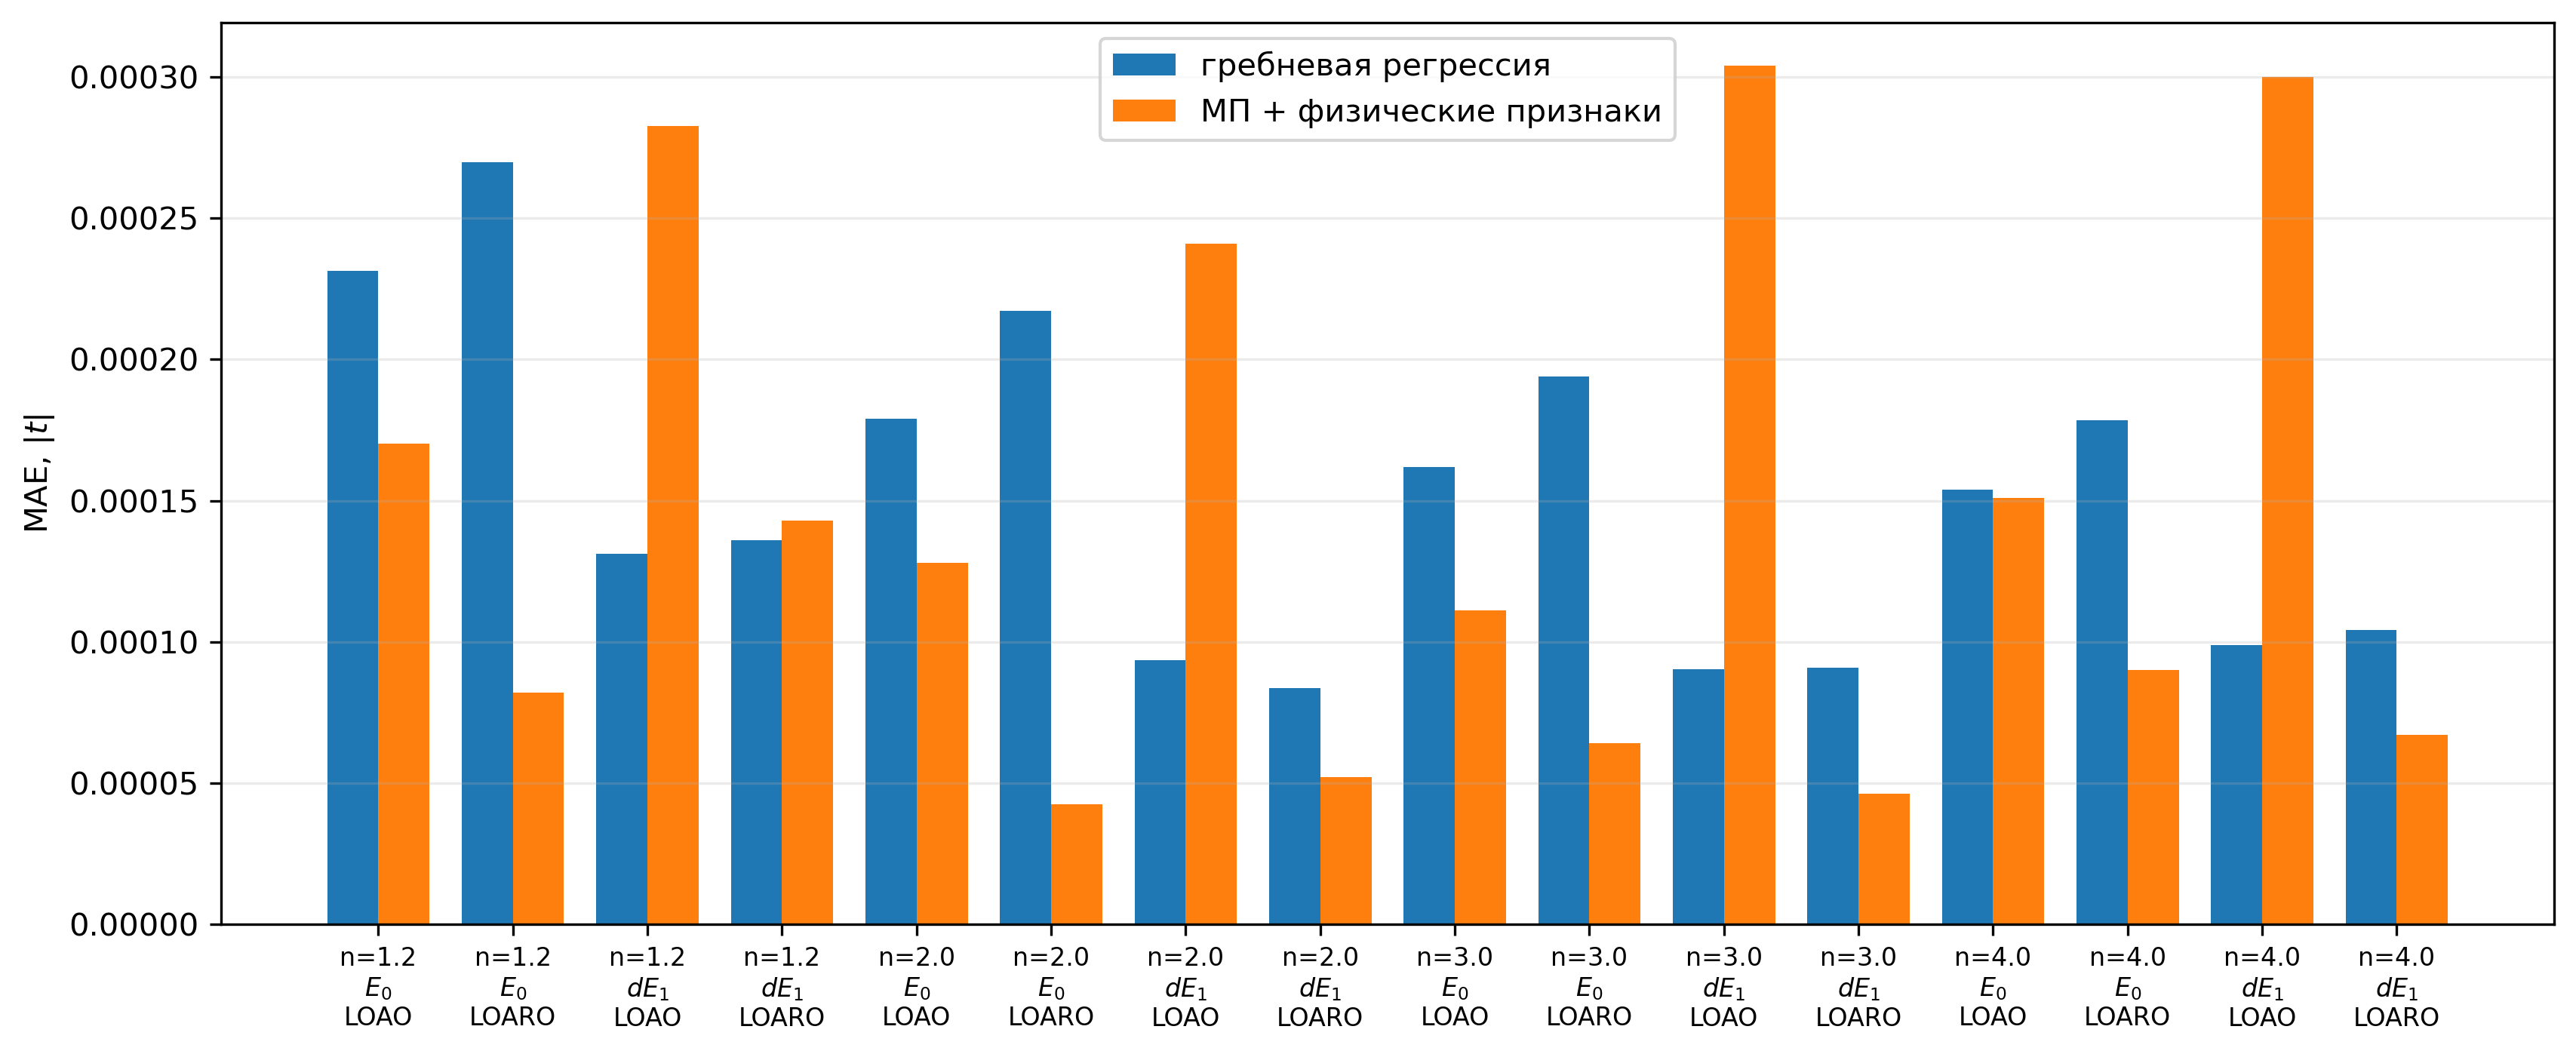 гребневая регрессия
МП + физические признаки
MAE, |t|
0.00030
0.00025
0.00020
0.00015
0.00010
0.00005
0.00000
n=1.2 n=1.2 n=1.2 n=1.2 n=2.0 n=2.0 n=2.0 n=2.0 n=3.0 n=3.0 n=3.0 n=3.0 n=4.0 n=4.0 n=4.0 n=4.0
E₀ E₀ dE₁ dE₁ E₀ E₀ dE₁ dE₁ E₀ E₀ dE₁ dE₁ E₀ E₀ dE₁ dE₁
LOAO LOARO LOAO LOARO LOAO LOARO LOAO LOARO LOAO LOARO LOAO LOARO LOAO LOARO LOAO LOARO